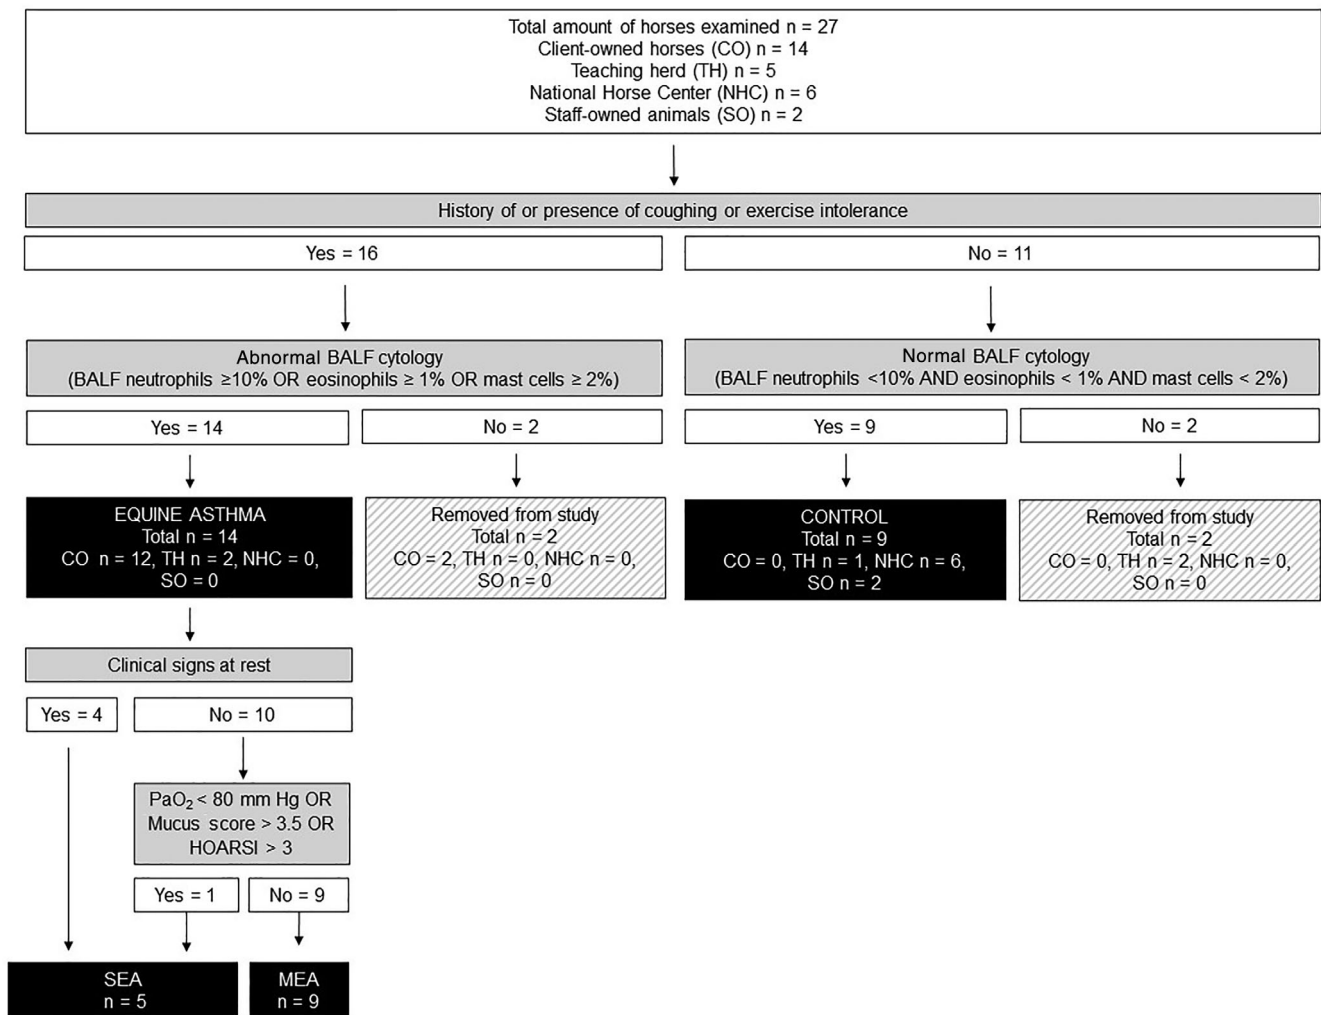 Total amount of horses examined n = 27
Client-owned horses (CO) n = 14
Teaching herd (TH) n = 5
National Horse Center (NHC) n = 6
Staff-owned animals (SO) n = 2
History of or presence of coughing or exercise intolerance
Yes = 16
No = 11
Abnormal BALF cytology
(BALF neutrophils ≥10% OR eosinophils ≥ 1% OR mast cells ≥ 2%)
Normal BALF cytology
(BALF neutrophils <10% AND eosinophils < 1% AND mast cells < 2%)
Yes = 14
No = 2
Yes = 9
No = 2
EQUINE ASTHMA
Total n = 14
CO n = 12, TH n = 2, NHC = 0,
SO = 0
Removed from study
Total n = 2
CO = 2, TH n = 0, NHC n = 0,
SO n = 0
CONTROL
Total n = 9
CO = 0, TH n = 1, NHC n = 6,
SO n = 2
Removed from study
Total n = 2
CO = 0, TH n = 2, NHC n = 0,
SO n = 0
Clinical signs at rest
Yes = 4
No = 10
PaO₂ < 80 mm Hg OR
Mucus score > 3.5 OR
HOARSI > 3
Yes = 1
No = 9
SEA
n = 5
MEA
n = 9